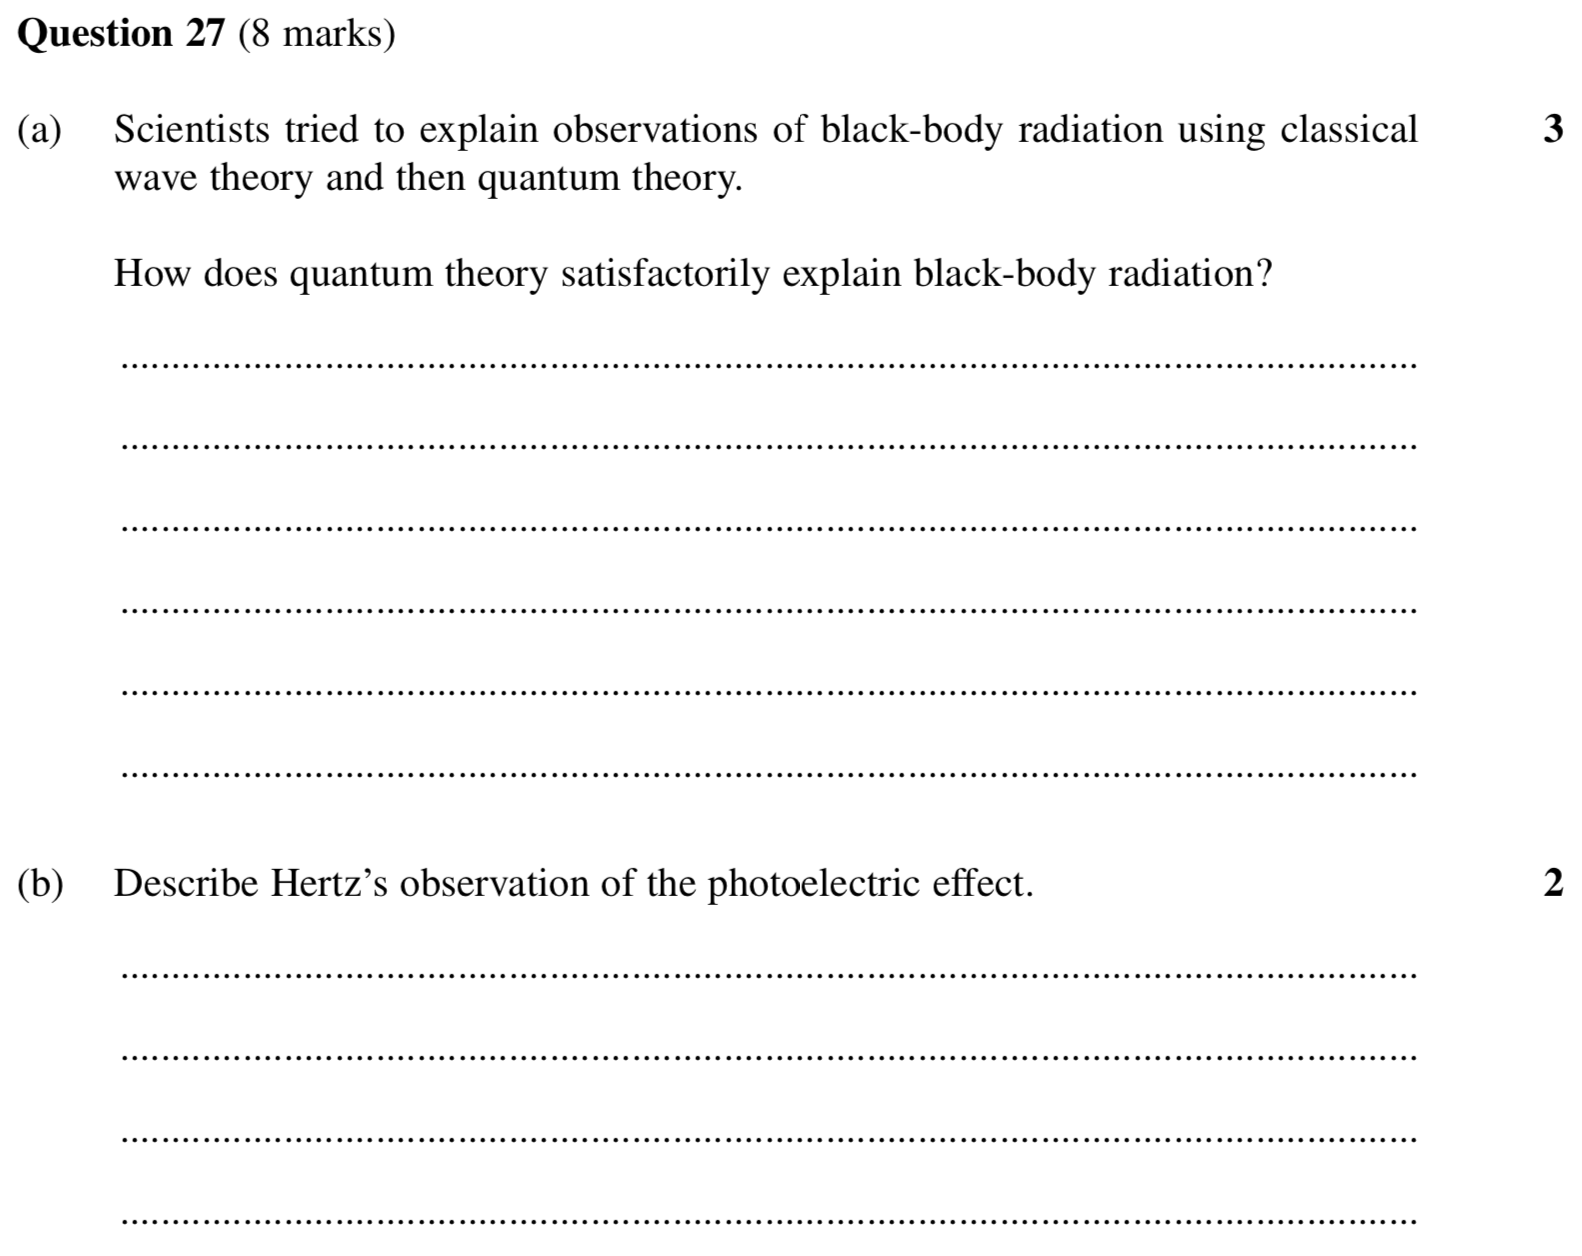 Question 27 (8 marks)
(a) Scientists tried to explain observations of black-body radiation using classical 3
wave theory and then quantum theory.
How does quantum theory satisfactorily explain black-body radiation?
(b) Describe Hertz’s observation of the photoelectric effect. 2